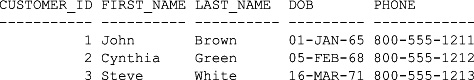 CUSTOMER_ID FIRST_NAME LAST_NAME DOB PHONE
----------- ---------- --------- --------- ------------
1 John Brown 01-JAN-65 800-555-1211
2 Cynthia Green 05-FEB-68 800-555-1212
3 Steve White 16-MAR-71 800-555-1213